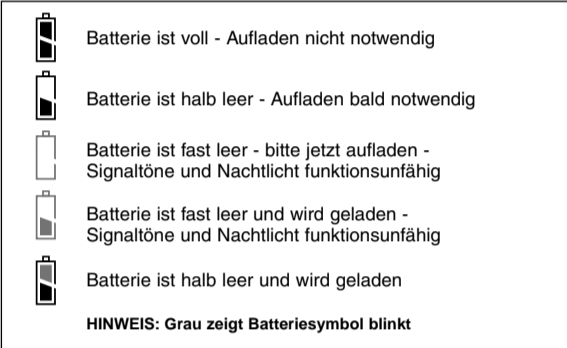 Batterie ist voll - Aufladen nicht notwendig
Batterie ist halb leer - Aufladen bald notwendig
Batterie ist fast leer - bitte jetzt aufladen -
Signaltöne und Nachtlicht funktionsunfähig
Batterie ist fast leer und wird geladen -
Signaltöne und Nachtlicht funktionsunfähig
Batterie ist halb leer und wird geladen
HINWEIS: Grau zeigt Batteriesymbol blinkt